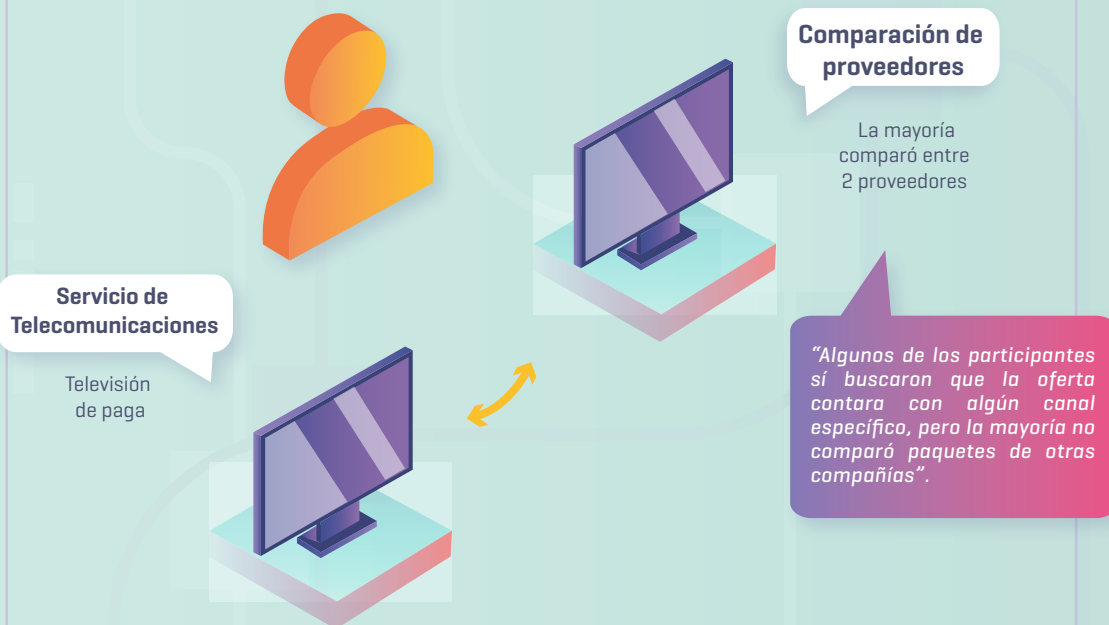 Comparación de
proveedores
La mayoría
comparó entre
2 proveedores
Servicio de
Telecomunicaciones
Televisión
de paga
"Algunos de los participantes
sí buscaron que la oferta
contara con algún canal
específico, pero la mayoría no
comparó paquetes de otras
compañías".